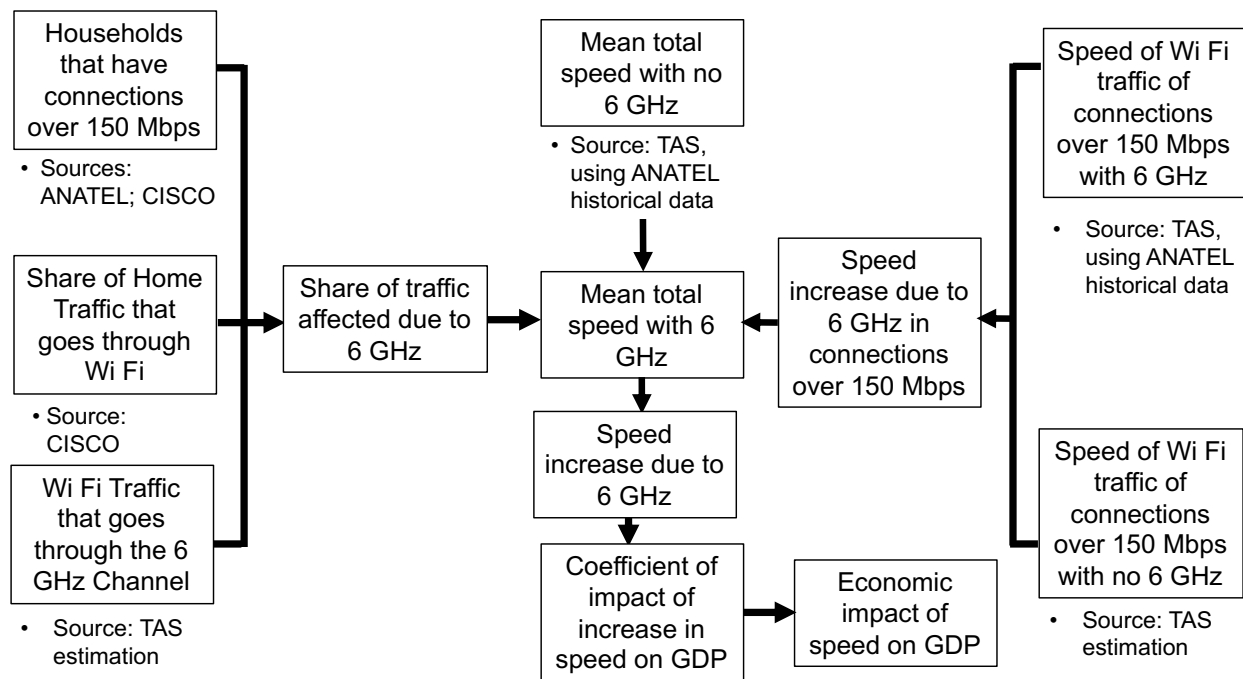 Households
that have
connections
over 150 Mbps
• Sources:
ANATEL; CISCO
Share of Home
Traffic that
goes through
Wi Fi
• Source:
CISCO
Wi Fi Traffic
that goes
through the 6
GHz Channel
• Source: TAS
estimation
Share of traffic
affected due to
6 GHz
Mean total
speed with no
6 GHz
• Source: TAS,
using ANATEL
historical data
Mean total
speed with 6
GHz
Speed
increase due to
6 GHz
Coefficient of
impact of
increase in
speed on GDP
Economic
impact of
speed on GDP
Speed
increase due to
6 GHz in
connections
over 150 Mbps
Speed of Wi Fi
traffic of
connections
over 150 Mbps
with 6 GHz
• Source: TAS,
using ANATEL
historical data
Speed of Wi Fi
traffic of
connections
over 150 Mbps
with no 6 GHz
• Source: TAS
estimation